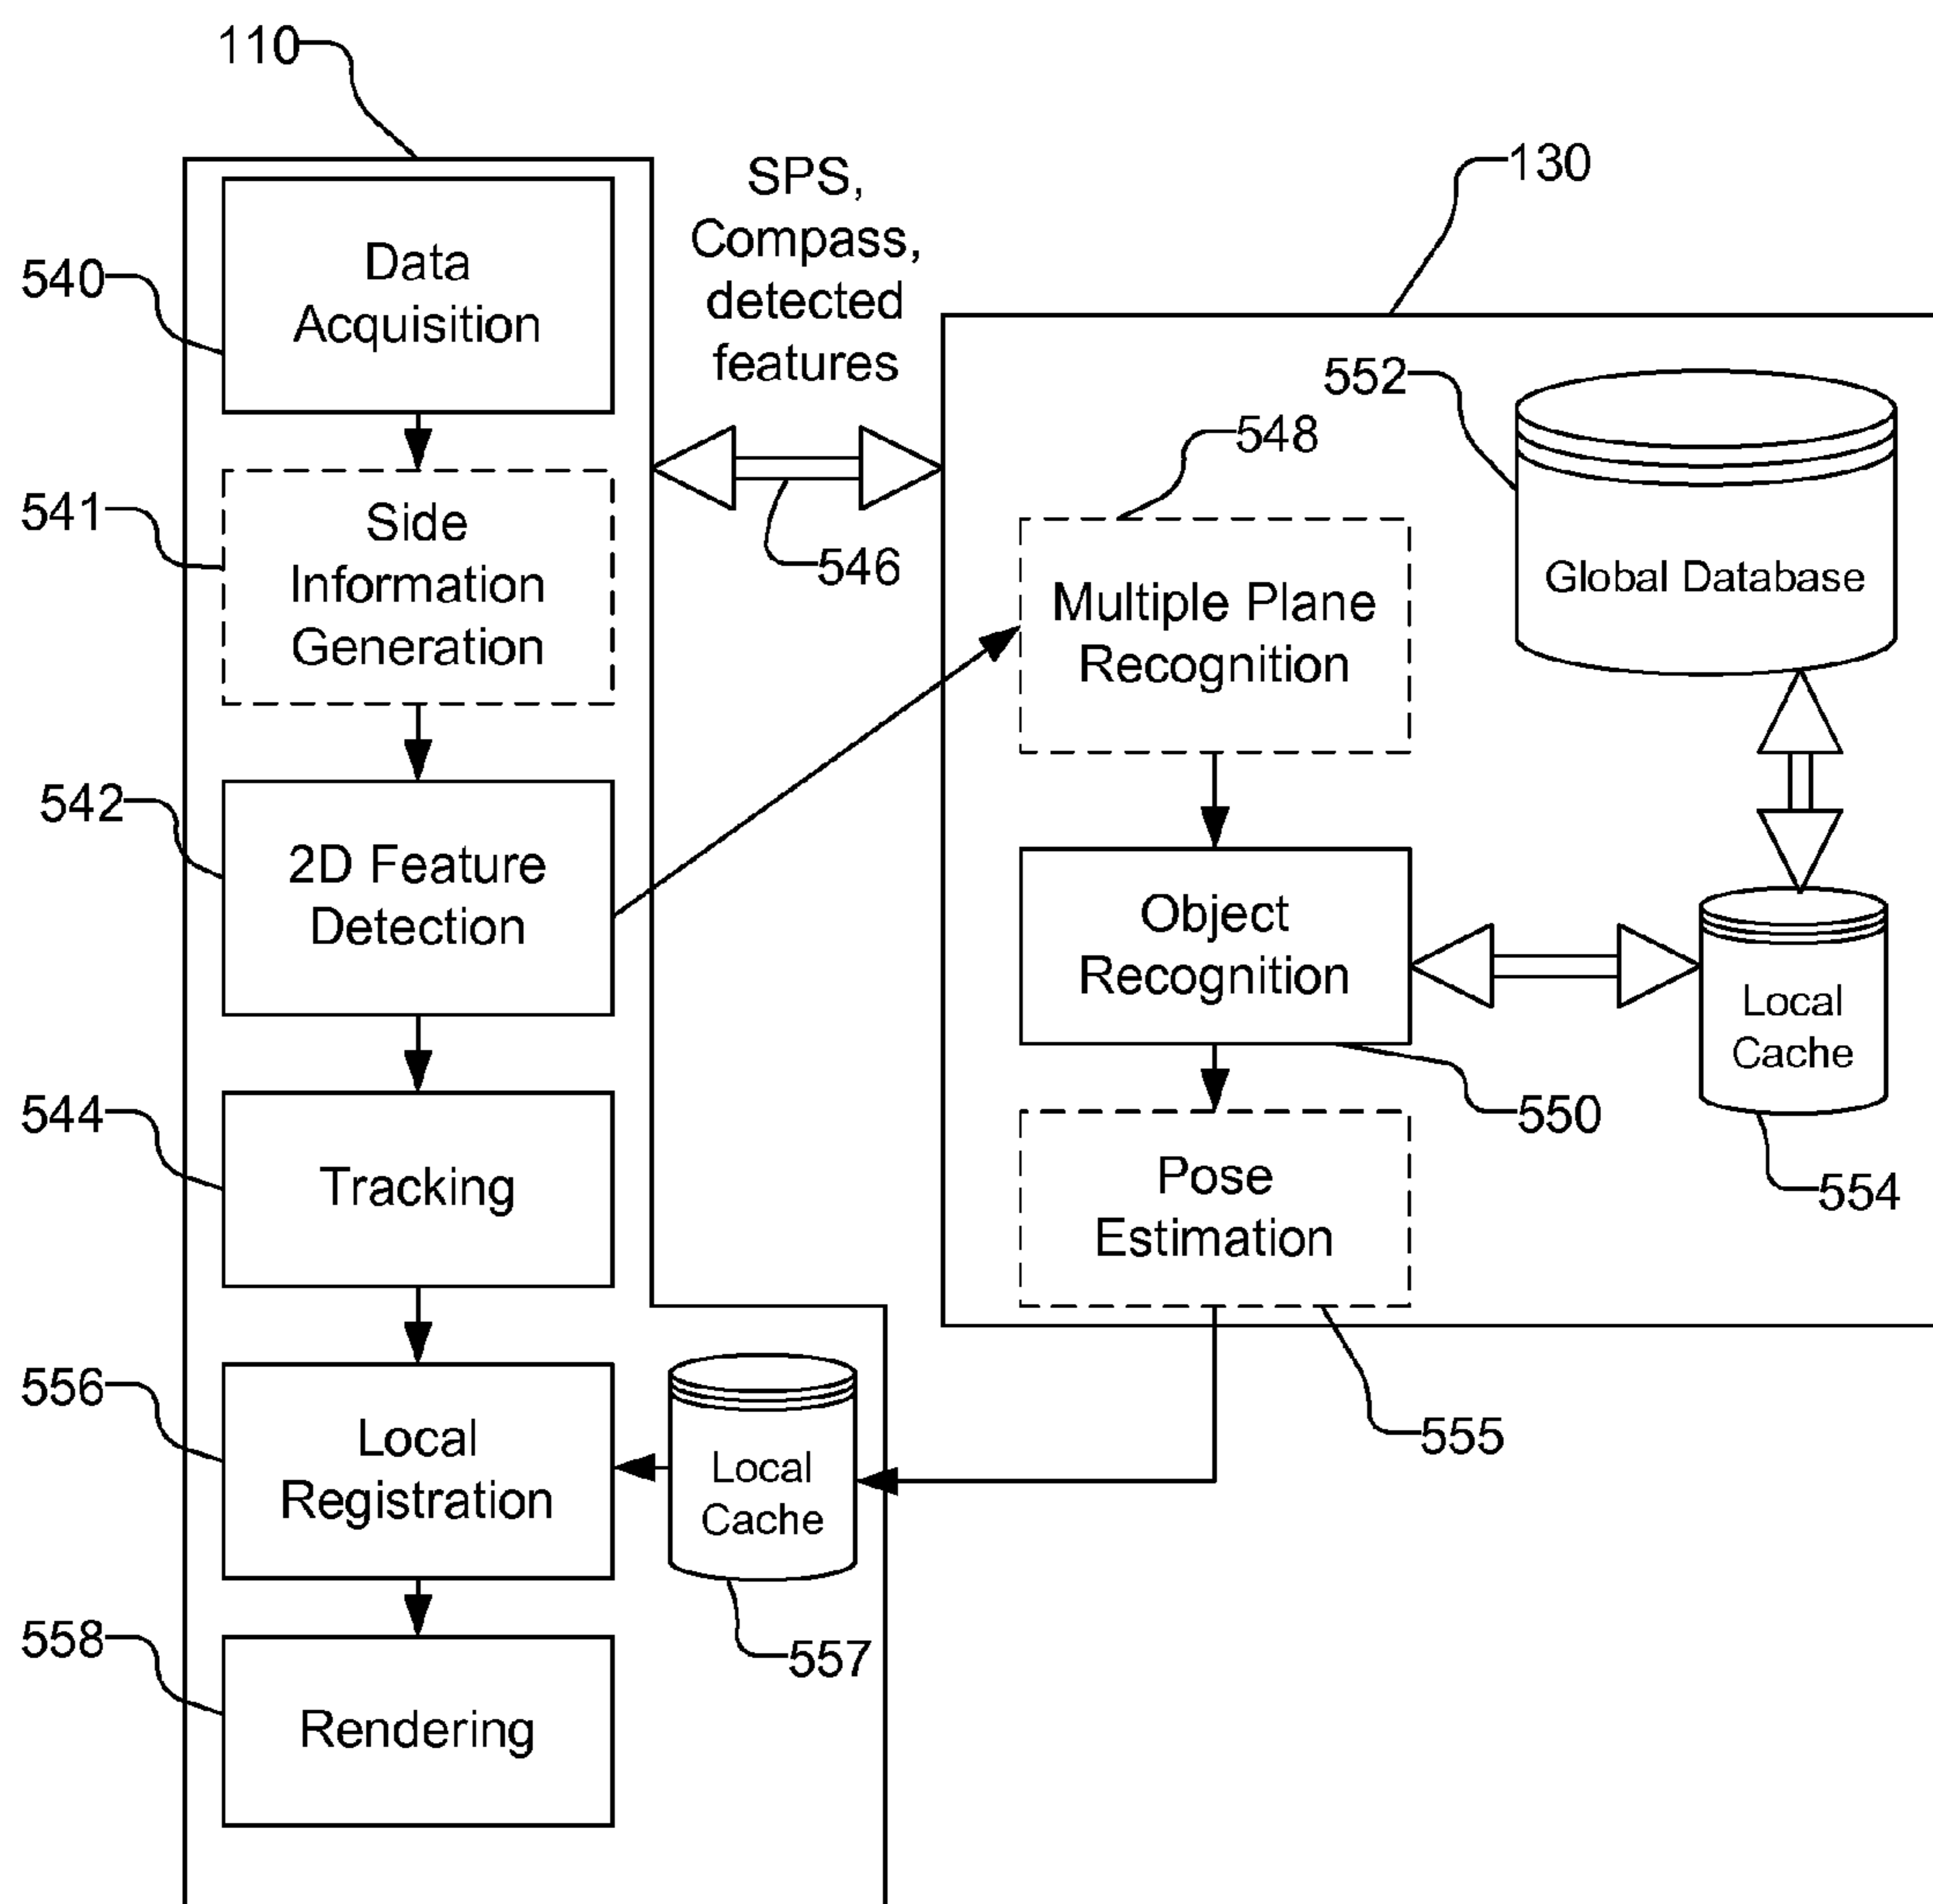 110
SPS,
Compass,
detected
features
130
540
Data
Acquisition
552
548
541
Side
Information
Generation
546
Global Database
Multiple Plane
Recognition
542
2D Feature
Detection
Object
Recognition
Local
Cache
544
Tracking
550
Pose
Estimation
554
556
Local
Registration
Local
Cache
555
558
Rendering
557